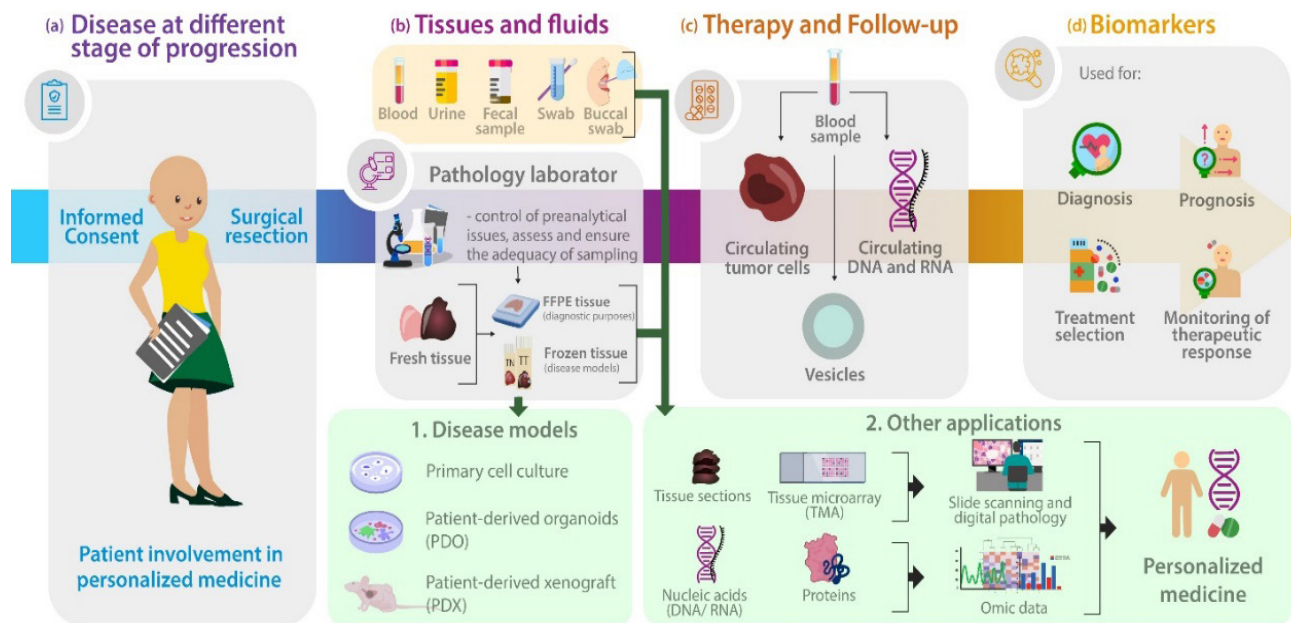 (a) Disease at different
stage of progression
Informed
Consent
Surgical
resection
Patient involvement in
personalized medicine
(b) Tissues and fluids
Blood
Urine
Fecal
sample
Swab
Buccal
swab
Pathology laborator
- control of preanalytical
issues, assess and ensure
the adequacy of sampling
Fresh tissue
FFPE tissue
(diagnostic purposes)
TN TT
Frozen tissue
(disease models)
1. Disease models
Primary cell culture
Patient-derived organoids
(PDO)
Patient-derived xenograft
(PDX)
(c) Therapy and Follow-up
Blood
sample
Circulating
tumor cells
Circulating
DNA and RNA
Vesicles
(d) Biomarkers
Used for:
Diagnosis
Prognosis
Treatment
selection
Monitoring of
therapeutic
response
2. Other applications
Tissue sections
Tissue microarray
(TMA)
Slide scanning and
digital pathology
Nucleic acids
(DNA/ RNA)
Proteins
Omic data
Personalized
medicine